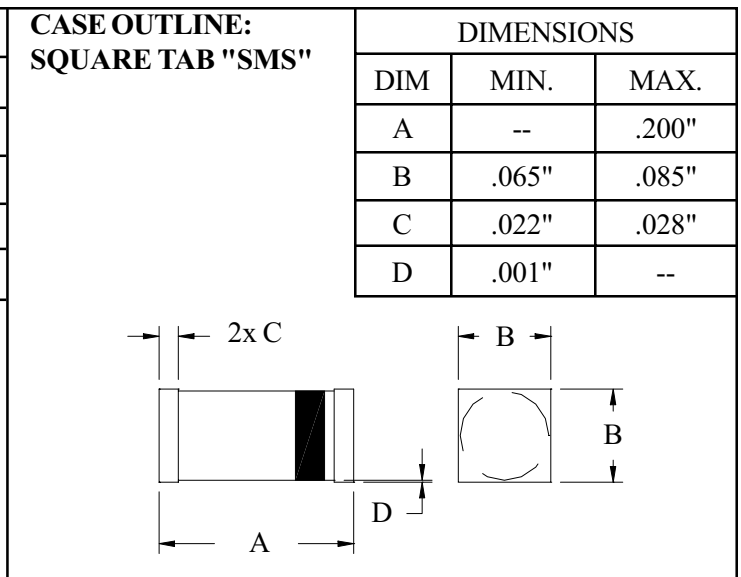 CASE OUTLINE:
SQUARE TAB "SMS"
DIMENSIONS
DIM MIN. MAX.
A -- .200"
B .065" .085"
C .022" .028"
D .001" --
2x C
B
B
D
A